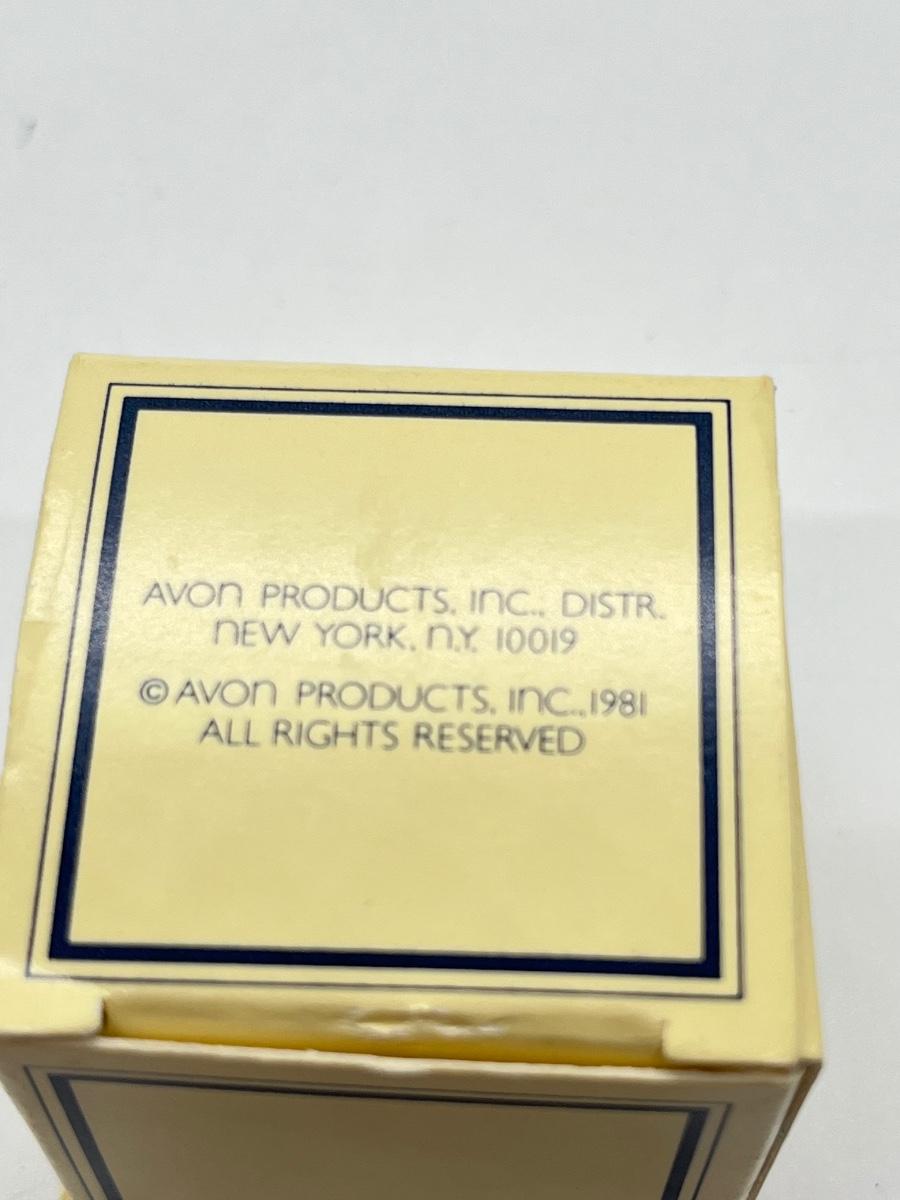 AVON PRODUCTS, INC., DISTR.
NEW YORK, N.Y. 10019
© AVON PRODUCTS, INC., 1981
ALL RIGHTS RESERVED